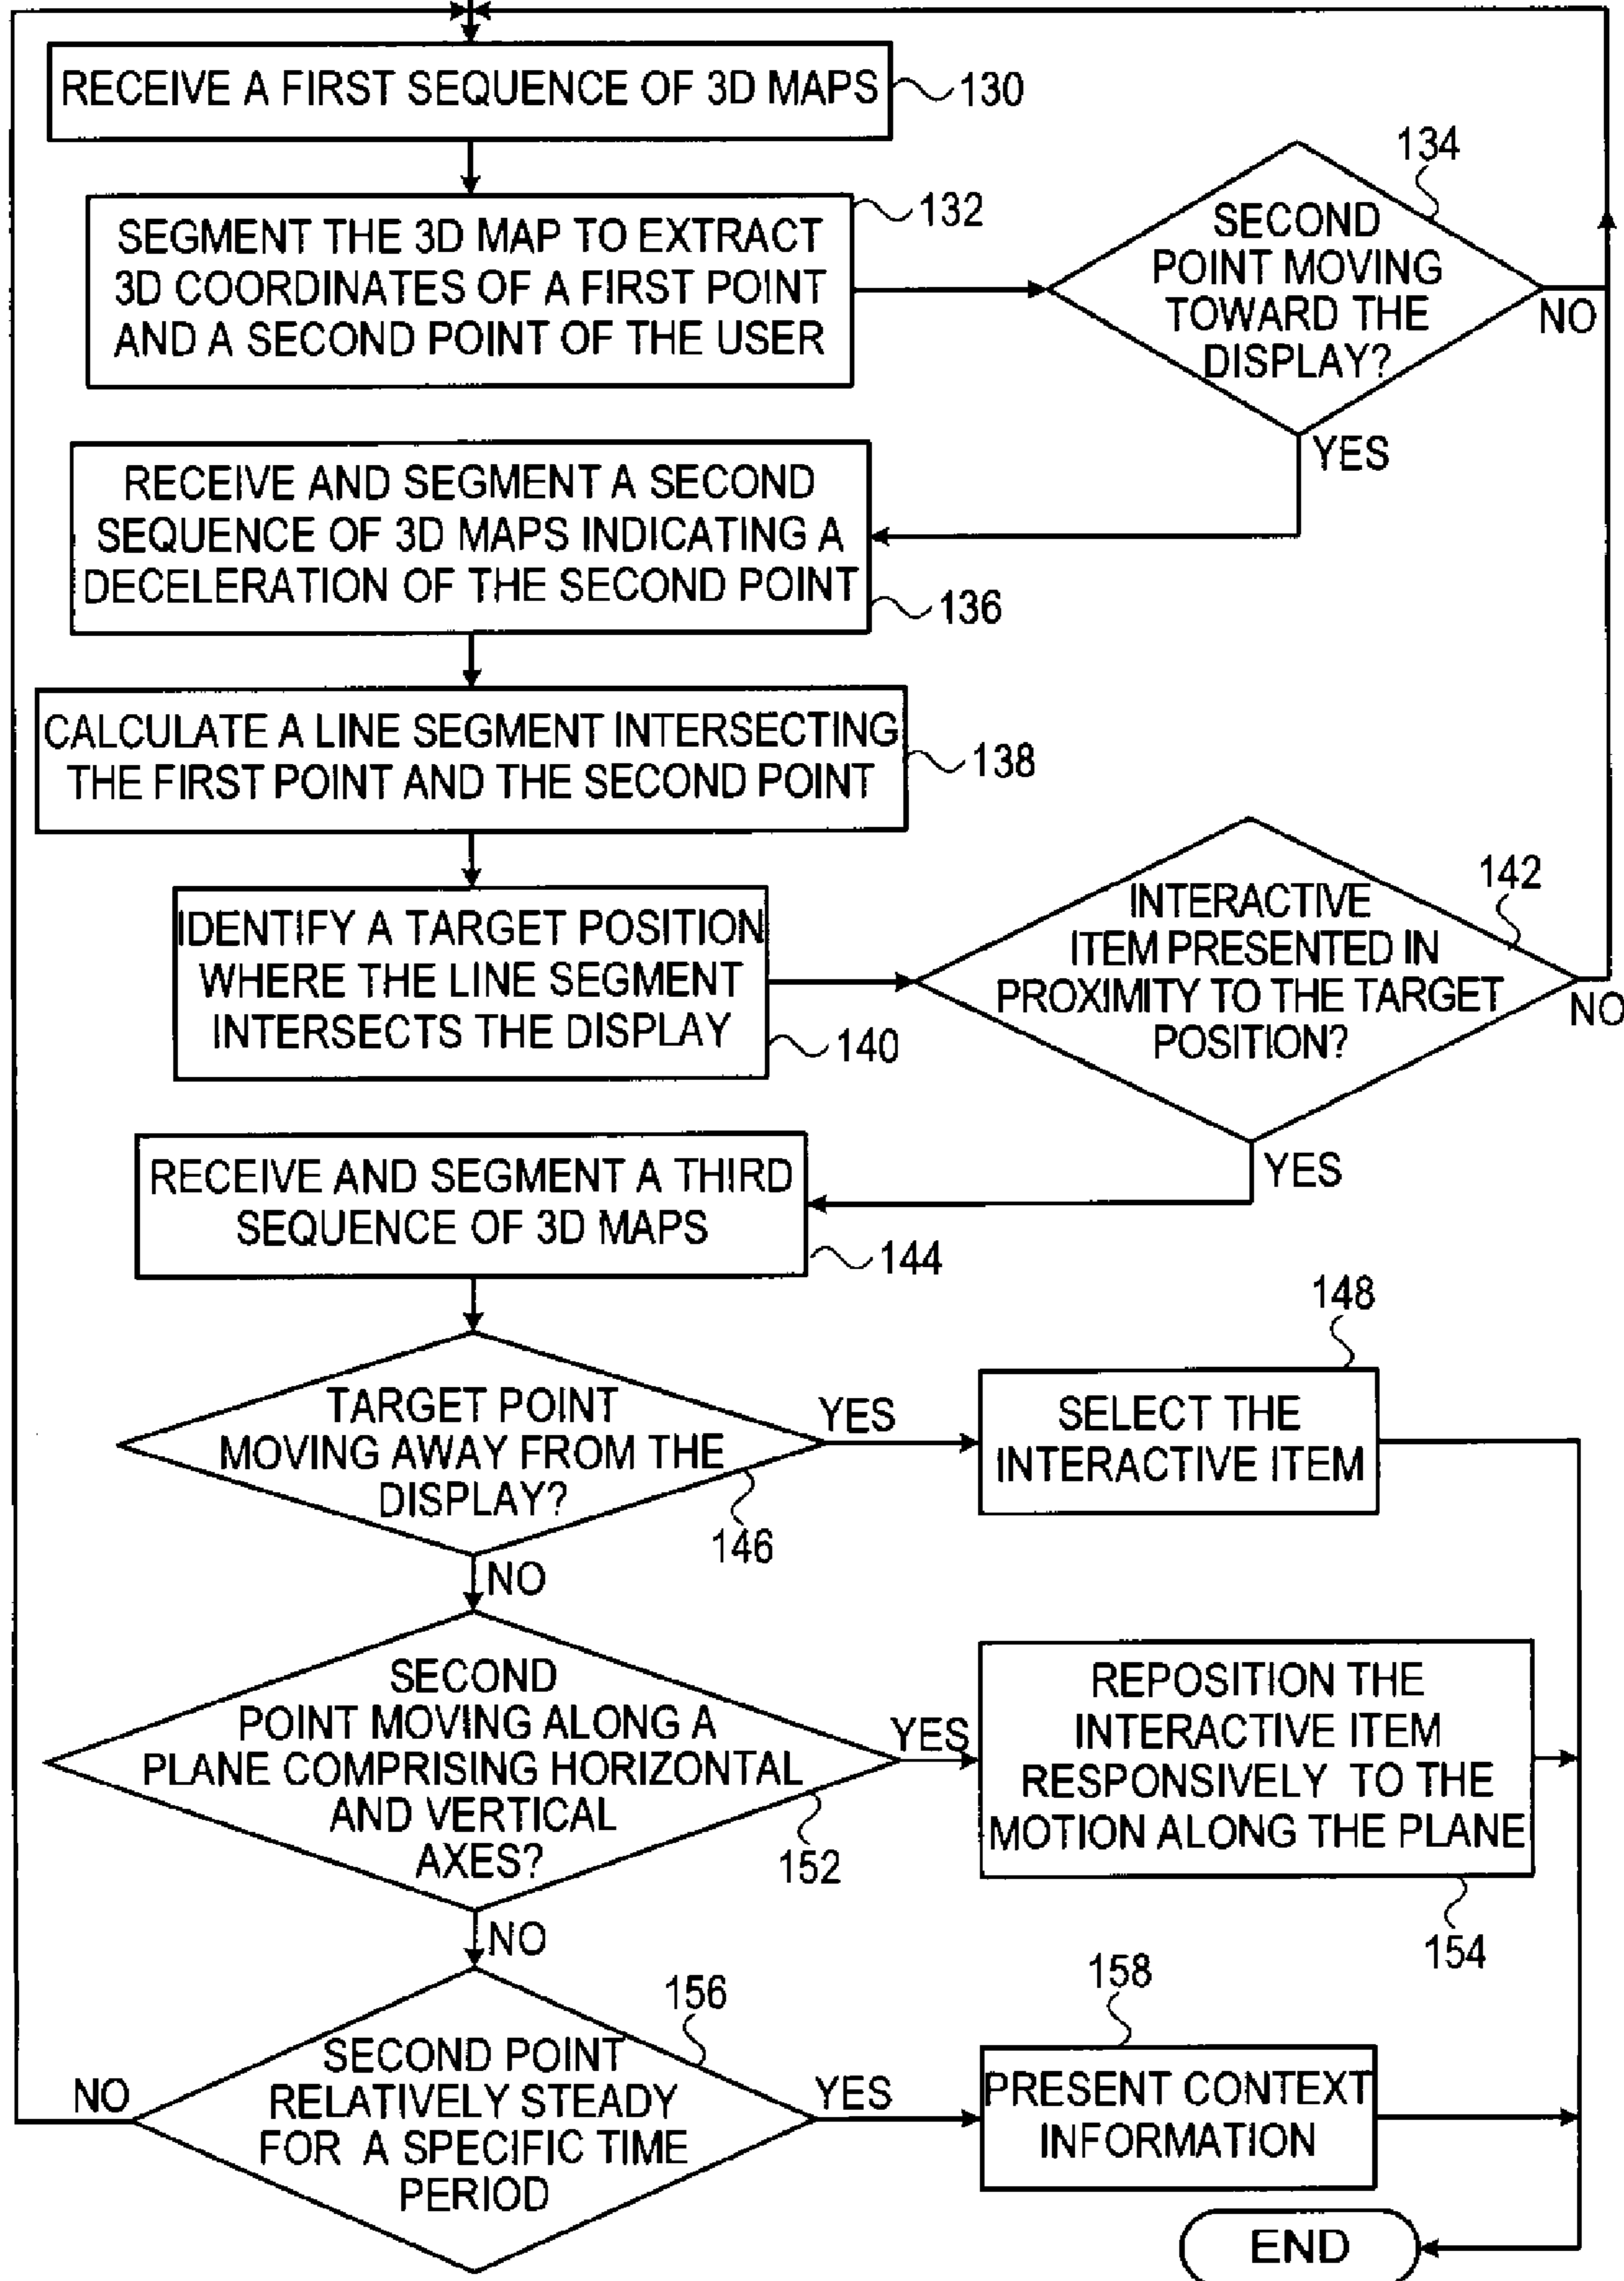 RECEIVE A FIRST SEQUENCE OF 3D MAPS
130
SEGMENT THE 3D MAP TO EXTRACT
3D COORDINATES OF A FIRST POINT
AND A SECOND POINT OF THE USER
132
134
SECOND
POINT MOVING
TOWARD THE
DISPLAY?
NO
YES
RECEIVE AND SEGMENT A SECOND
SEQUENCE OF 3D MAPS INDICATING A
DECELERATION OF THE SECOND POINT
136
CALCULATE A LINE SEGMENT INTERSECTING
THE FIRST POINT AND THE SECOND POINT
138
IDENTIFY A TARGET POSITION
WHERE THE LINE SEGMENT
INTERSECTS THE DISPLAY
140
142
INTERACTIVE
ITEM PRESENTED IN
PROXIMITY TO THE TARGET
POSITION?
NO
YES
RECEIVE AND SEGMENT A THIRD
SEQUENCE OF 3D MAPS
144
TARGET POINT
MOVING AWAY FROM THE
DISPLAY?
146
YES
148
SELECT THE
INTERACTIVE ITEM
NO
SECOND
POINT MOVING ALONG A
PLANE COMPRISING HORIZONTAL
AND VERTICAL
AXES?
152
YES
REPOSITION THE
INTERACTIVE ITEM
RESPONSIVELY TO THE
MOTION ALONG THE PLANE
154
NO
156
SECOND POINT
RELATIVELY STEADY
FOR A SPECIFIC TIME
PERIOD
NO
YES
158
PRESENT CONTEXT
INFORMATION
END